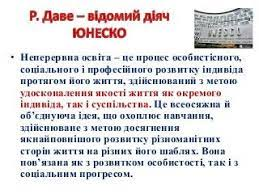 Р. Даве – відомий діяч
ЮНЕСКО
• Неперервна освіта – це процес особистісного,
соціального і професійного розвитку індивіда
протягом його життя, здійснюваний з метою
удосконалення якості життя як окремого
індивіда, так і суспільства. Це всеосяжна й
об'єднуюча ідея, що охоплює навчання,
здійснюване з метою досягнення
якнайповнішого розвитку різноманітних
сторін життя на різних його шаблях. Вона
пов'язана як з розвитком особистості, так і з
соціальним прогресом.